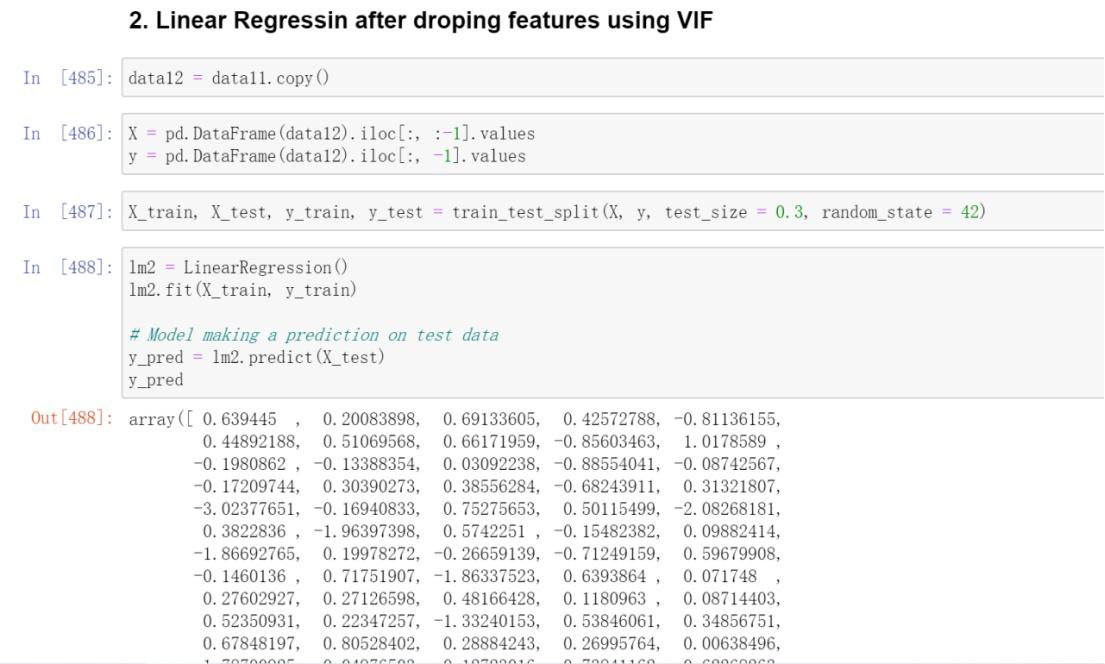 2. Linear Regressin after droping features using VIF
In [485]: data12 = data11.copy()
In [486]: X = pd.DataFrame(data12).iloc[:, :-1].values
y = pd.DataFrame(data12).iloc[:, -1].values
In [487]: X_train, X_test, y_train, y_test = train_test_split(X, y, test_size = 0.3, random_state = 42)
In [488]: lm2 = LinearRegression()
lm2.fit(X_train, y_train)
# Model making a prediction on test data
y_pred = lm2.predict(X_test)
y_pred
Out[488]: array([ 0.639445 , 0.20083898, 0.69133605, 0.42572788, -0.81136155,
0.44892188, 0.51069568, 0.66171959, -0.85603463, 1.0178589 ,
-0.1980862 , -0.13388354, 0.03092238, -0.88554041, -0.08742567,
-0.17209744, 0.30390273, 0.38556284, -0.68243911, 0.31321807,
-3.02377651, -0.16940833, 0.75275653, 0.50115499, -2.08268181,
0.3822836 , -1.96397398, 0.5742251 , -0.15482382, 0.09882414,
-1.86692765, 0.19978272, -0.26659139, -0.71249159, 0.59679908,
-0.1460136 , 0.71751907, -1.86337523, 0.6393864 , 0.071748 ,
0.27602927, 0.27126598, 0.48166428, 0.1180963 , 0.08714403,
0.52350931, 0.22347257, -1.33240153, 0.53846061, 0.34856751,
0.67848197, 0.80528402, 0.28884243, 0.26995764, 0.00638496,